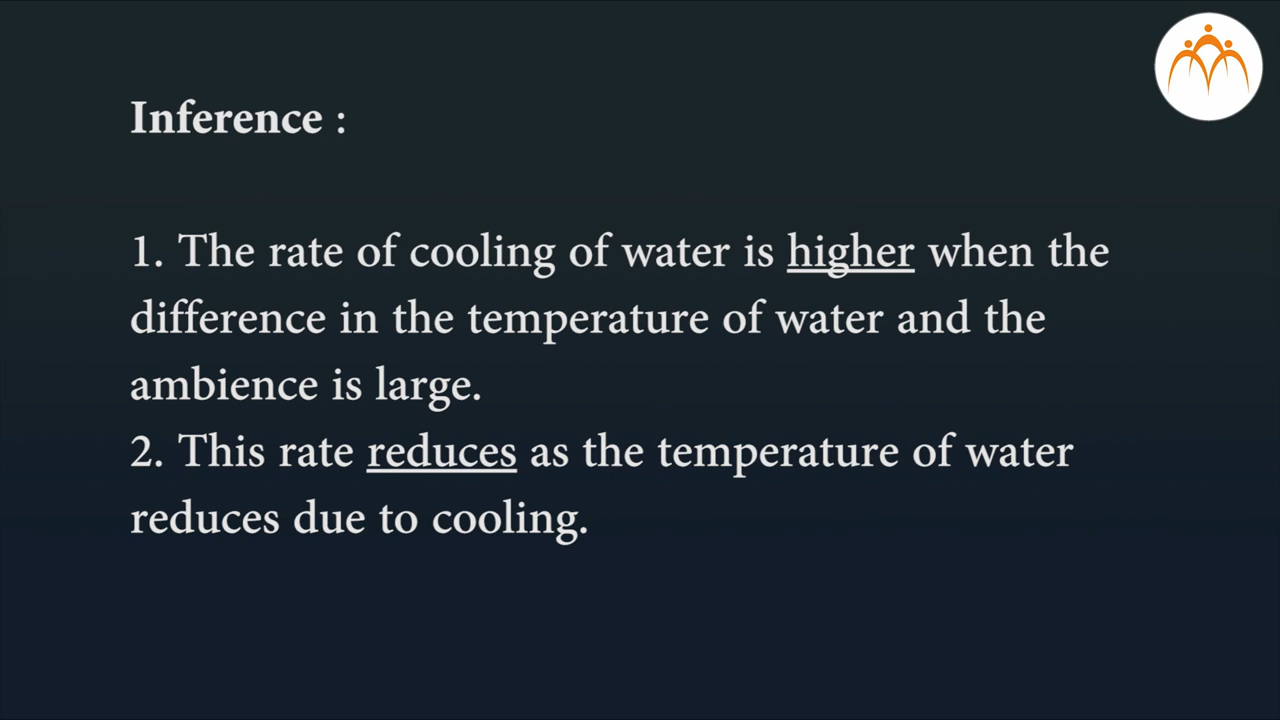 Inference :
1. The rate of cooling of water is higher when the
difference in the temperature of water and the
ambience is large.
2. This rate reduces as the temperature of water
reduces due to cooling.